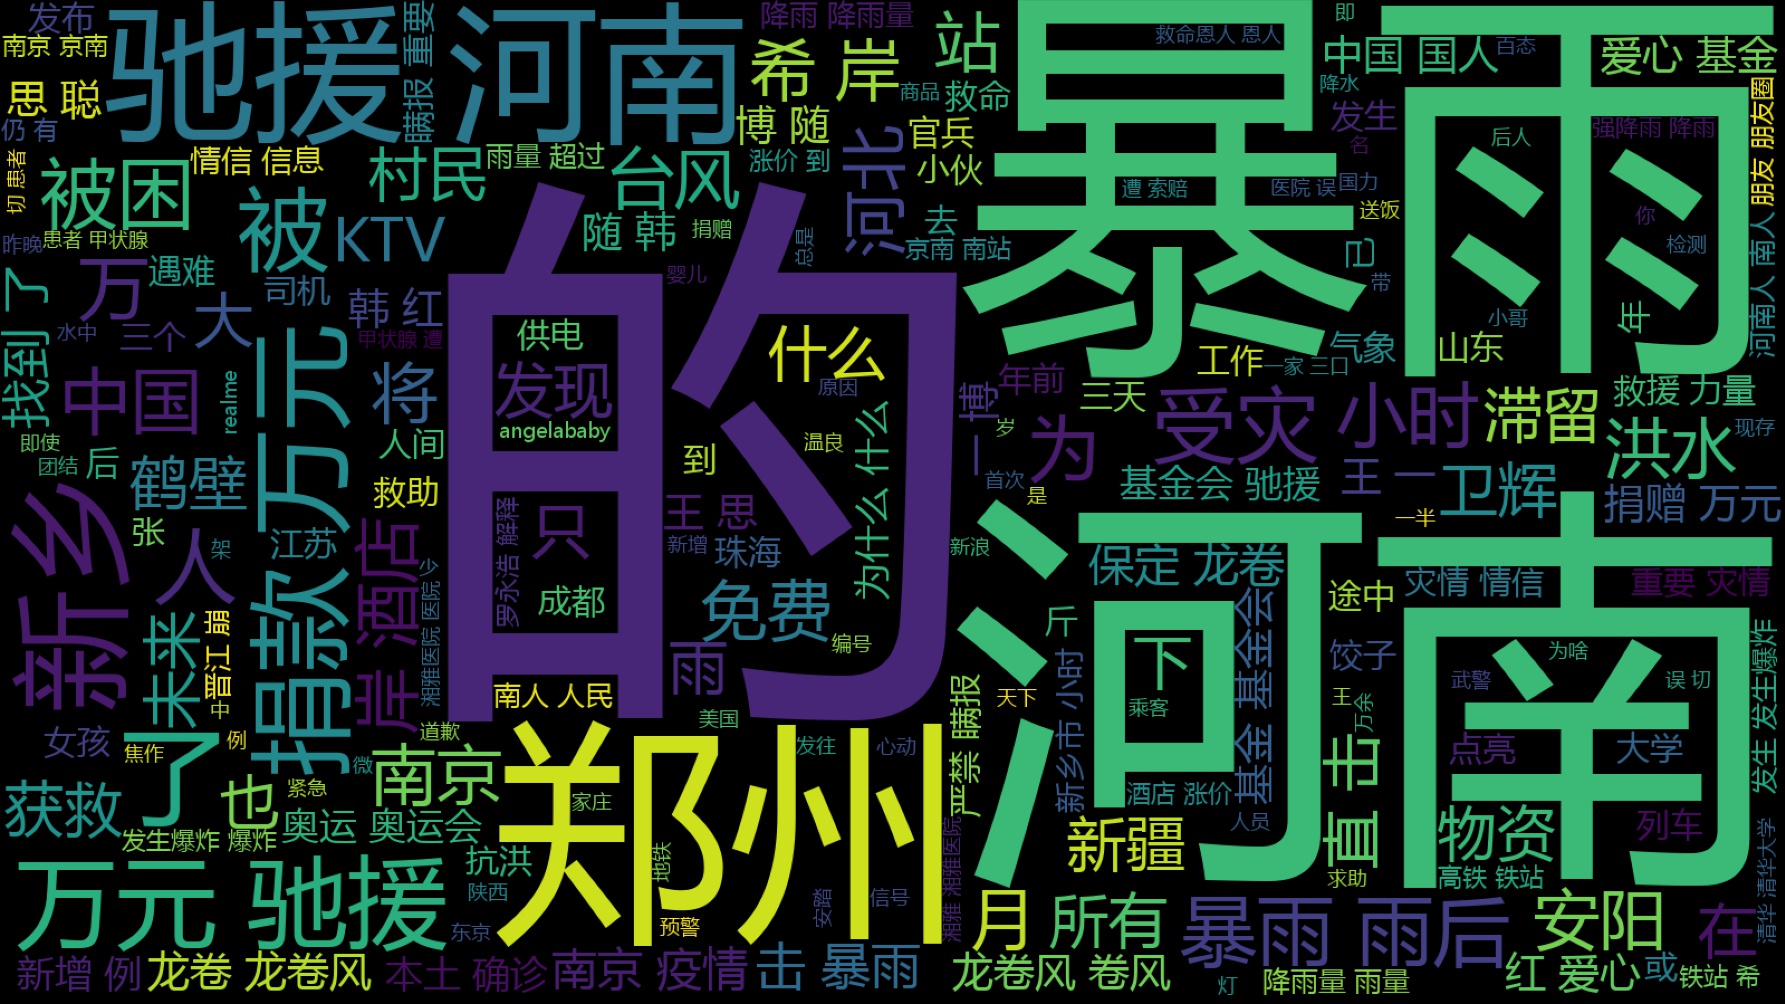 发布
南京 京南
思 聪
仍 有
驰援 河南
瞒报 重要
降雨 降雨量
希 岸
博 随
站
商品
救命
官兵
小伙
救命恩人 恩人
暴雨
即
中国 国人
百态
爱心 基金
降水
发生
名
强降雨 降雨
后人
朋友 朋友圈
切 患者
情信 信息
被困
患者 甲状腺
昨晚
村民
雨量 超过
台风
涨价 到
河北
被
KTV
随 韩
捐赠
总是
去
京南 南站
遭 索赔
医院 误
国力
送饭
你
检测
已
带
河南人 南人
了
找到
万
遇难
司机
大
韩 红
水中
三个
甲状腺 遭
婴儿
的
供电
发现
angelababy
什么
原因
温良
到
为什么 什么
小哥
年
工作
一家 三口
气象
山东
一 博
年前
三天
岁
为
受灾
小时
滞留
救援 力量
洪水
现存
中国
realme
即使
团结
后
鹤壁
捐款 万元
将
人间
救助
首次
基金会 驰援
王 一
卫辉
捐赠 万元
是
一半
新乡
张
人
架
江苏
岸 酒店
少
湘雅医院 医院
罗永浩 解释
只
成都
王 思
新增
珠海
免费
编号
雨
新浪
保定 龙卷
河南
斤
下
乘客
途中
灾情 情信
重要 灾情
饺子
为啥
武警
误 切
未来
晋江 崩
中
南人 人民
美国
道歉
严禁 瞒报
天下
新乡市 小时
基金 基金会
王
万余
点亮
大学
发生 发生爆炸
女孩
焦作
例
了
微
南京
郑州
发往
心动
家庄
地铁
酒店 涨价
人员
直 击
获救
也
紧急
发生爆炸 爆炸
奥运 奥运会
新疆
物资
列车
高铁 铁站
求助
清华 清华大学
万元 驰援
抗洪
陕西
东京
预警
安踏
信号
湘雅 湘雅医院
月
所有
暴雨 雨后
安阳
在
新增 例
龙卷 龙卷风
本土 确诊
南京 疫情
击 暴雨
龙卷风 卷风
灯
降雨量 雨量
红 爱心
或
铁站 希